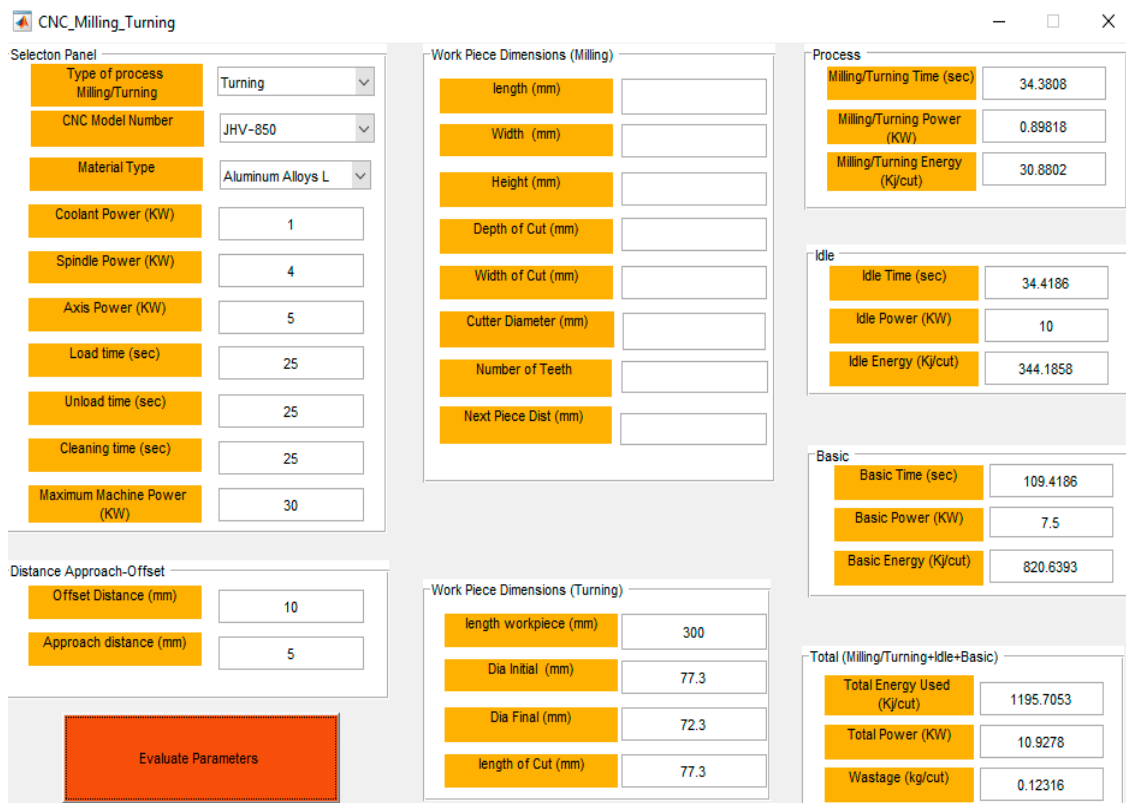 CNC_Milling_Turning
Selecton Panel
Type of process
Milling/Turning
Turning
CNC Model Number
JHV-850
Material Type
Aluminum Alloys L
Coolant Power (KW)
1
Spindle Power (KW)
4
Axis Power (KW)
5
Load time (sec)
25
Unload time (sec)
25
Cleaning time (sec)
25
Maximum Machine Power
(KW)
30
Distance Approach-Offset
Offset Distance (mm)
10
Approach distance (mm)
5
Evaluate Parameters
Work Piece Dimensions (Milling)
length (mm)
Width (mm)
Height (mm)
Depth of Cut (mm)
Width of Cut (mm)
Cutter Diameter (mm)
Number of Teeth
Next Piece Dist (mm)
Work Piece Dimensions (Turning)
length workpiece (mm)
300
Dia Initial (mm)
77.3
Dia Final (mm)
72.3
length of Cut (mm)
77.3
Process
Milling/Turning Time (sec)
34.3808
Milling/Turning Power
(KW)
0.89818
Milling/Turning Energy
(Kj/cut)
30.8802
Idle
Idle Time (sec)
34.4186
Idle Power (KW)
10
Idle Energy (Kj/cut)
344.1858
Basic
Basic Time (sec)
109.4186
Basic Power (KW)
7.5
Basic Energy (Kj/cut)
820.6393
Total (Milling/Turning+Idle+Basic)
Total Energy Used
(Kj/cut)
1195.7053
Total Power (KW)
10.9278
Wastage (kg/cut)
0.12316